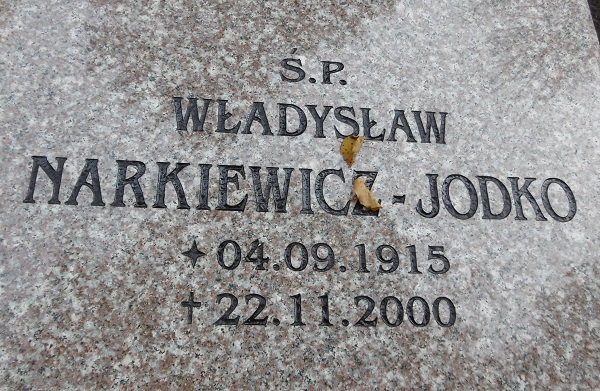 Ś.P.
WŁADYSŁAW
NARKIEWICZ-JODKO
✦ 04.09.1915
† 22.11.2000